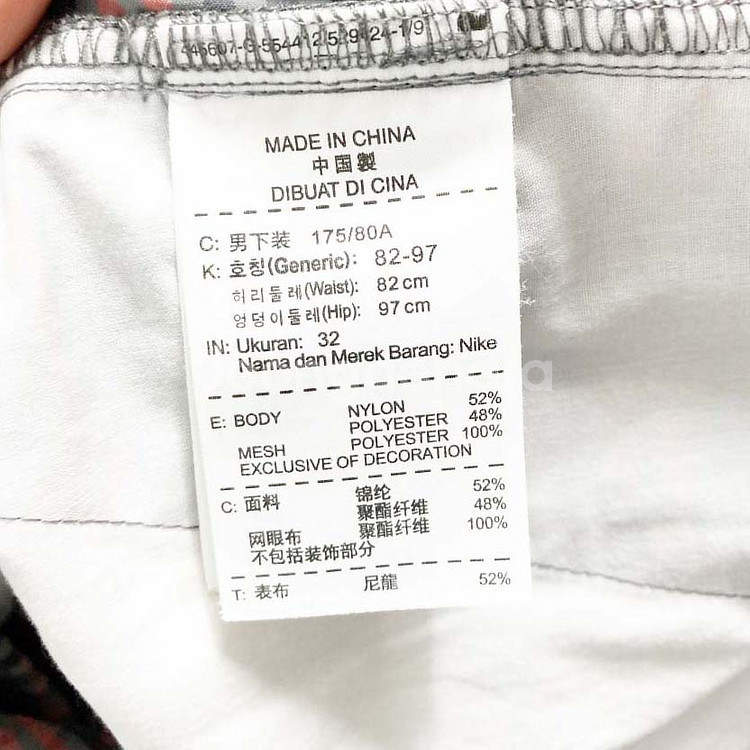 MADE IN CHINA
中国製
DIBUAT DI CINA
C: 男下装 175/80A
K: 호칭(Generic): 82-97
허리둘레(Waist): 82 cm
엉덩이둘레(Hip): 97 cm
IN: Ukuran: 32
Nama dan Merek Barang: Nike
E: BODY NYLON 52%
POLYESTER 48%
MESH POLYESTER 100%
EXCLUSIVE OF DECORATION
C: 面料 锦纶 52%
聚酯纤维 48%
网眼布 聚酯纤维 100%
不包括装饰部分
T: 表布 尼龍 52%